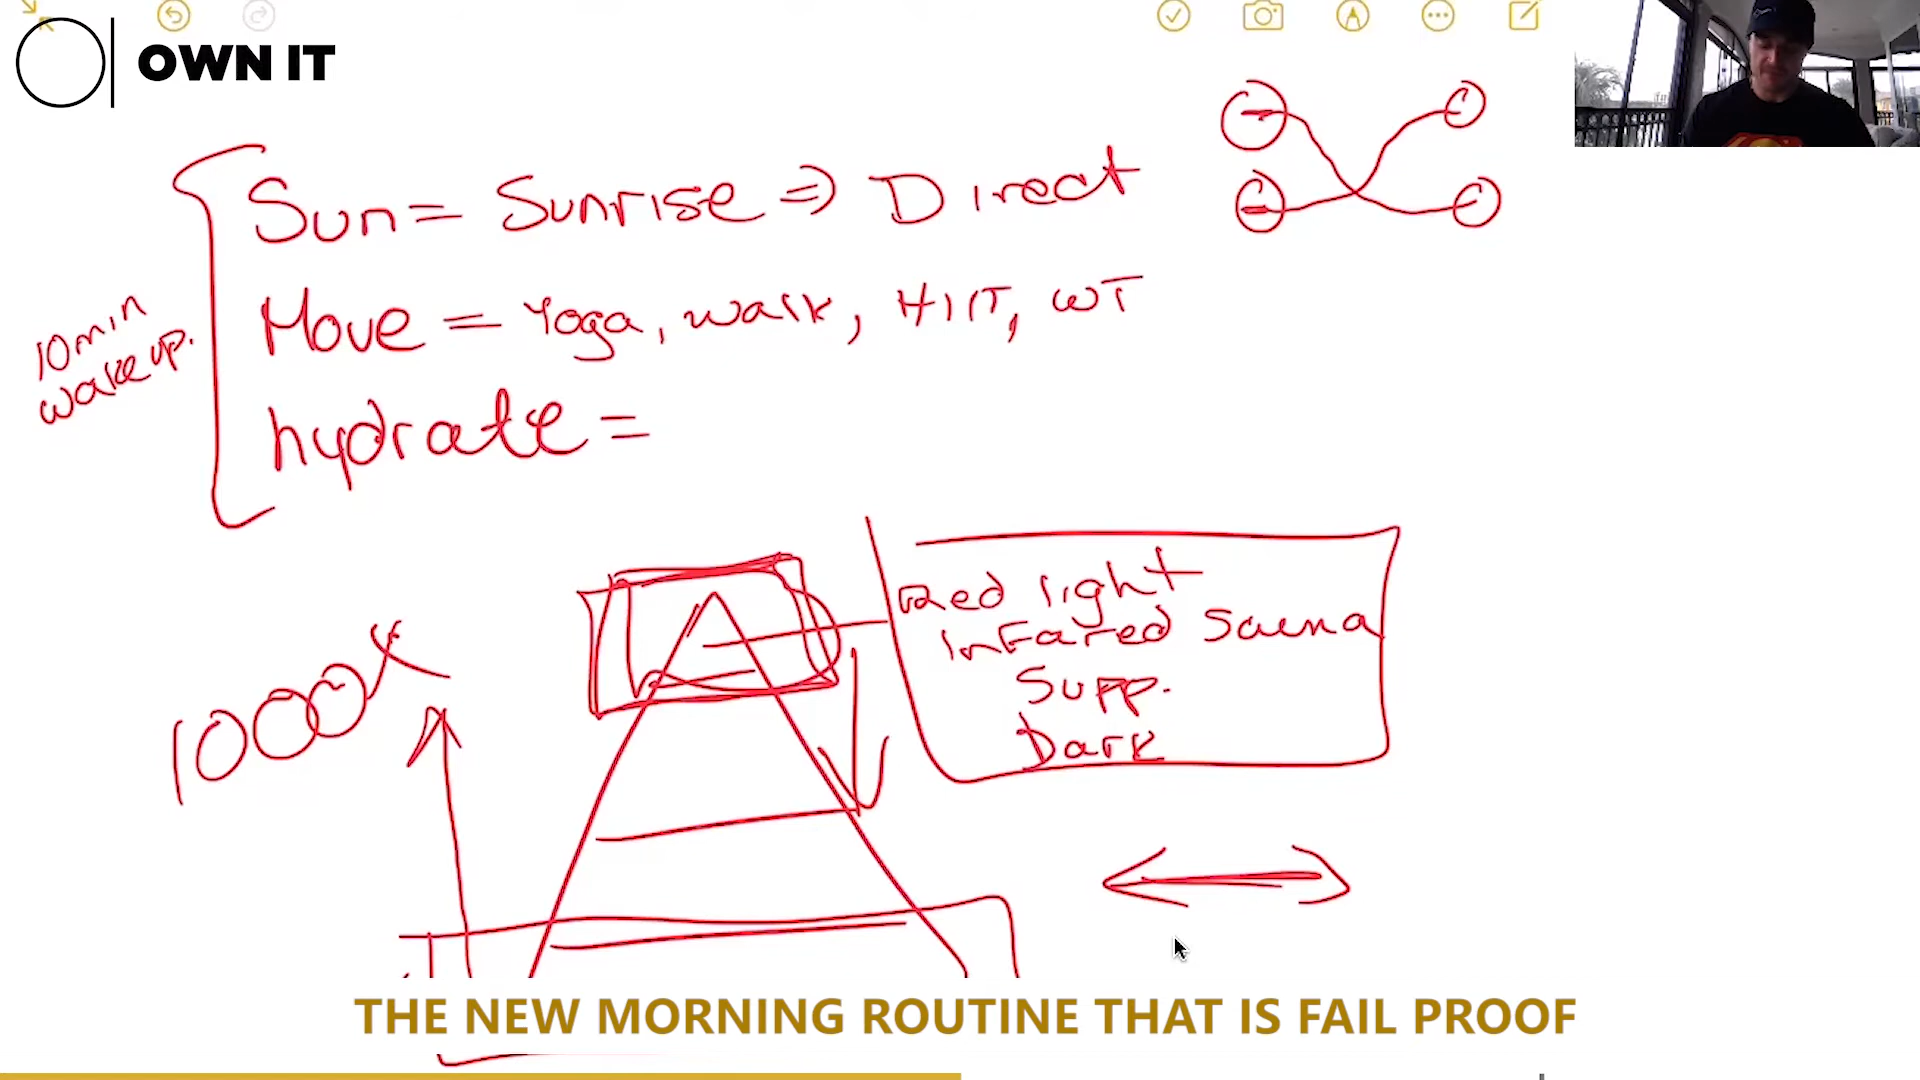 OWN IT
Sun = Sunrise => Direct
Move = Yoga, walk, HIIT, WT
10min
wake up.
hydrate =
Red light
InFared Sauna
Supp.
Dark
1000x
THE NEW MORNING ROUTINE THAT IS FAIL PROOF